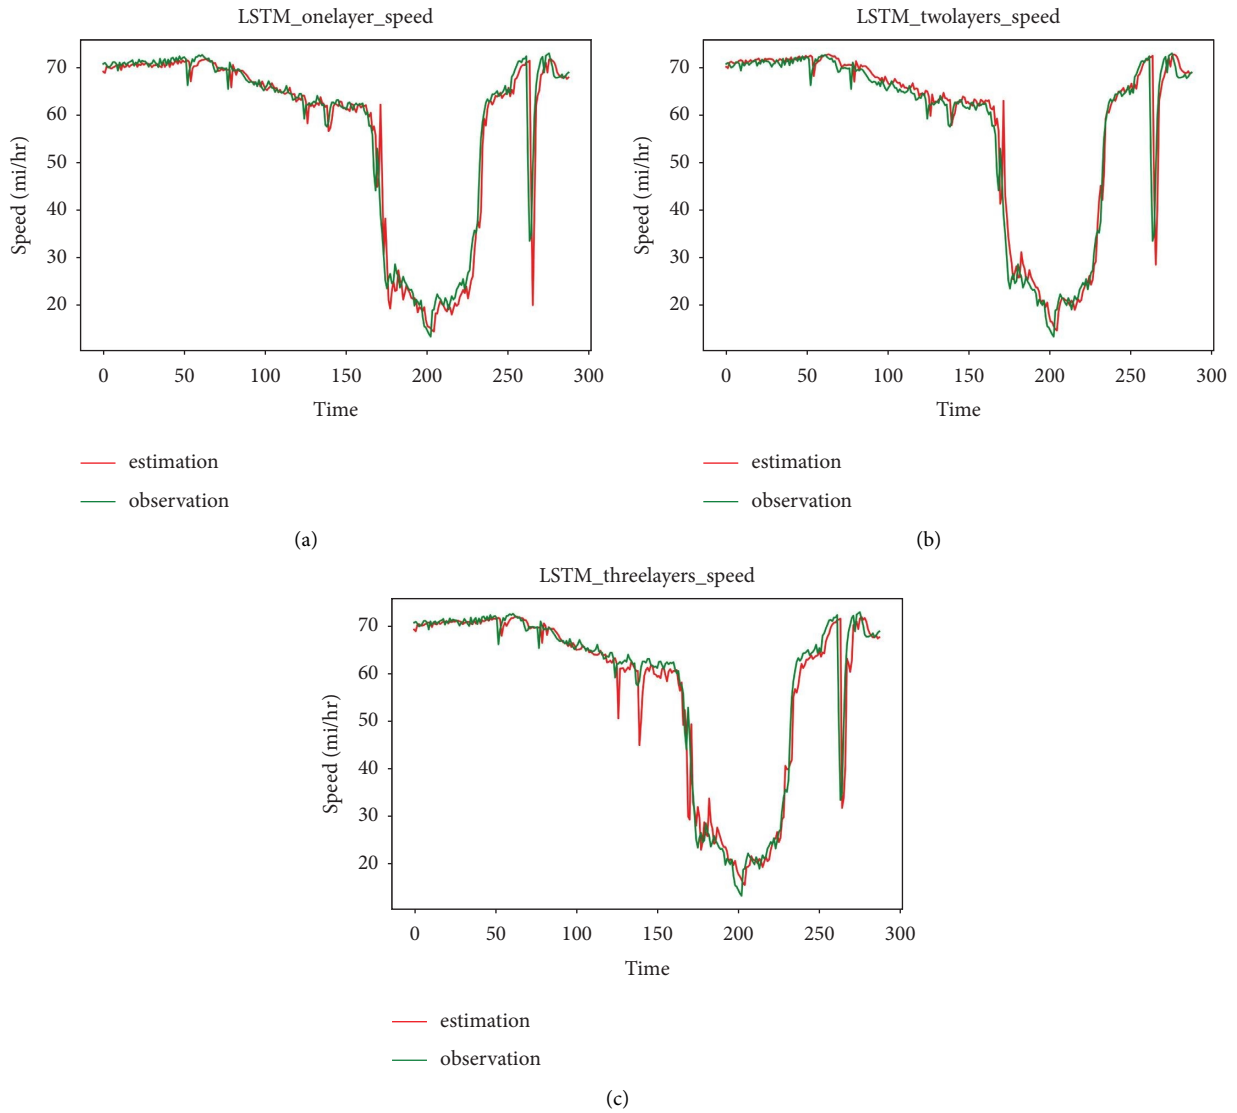 LSTM_onelayer_speed
Speed (mi/hr)
70
60
50
40
30
20
0 50 100 150 200 250 300
Time
estimation
observation
(a)
LSTM_twolayers_speed
Speed (mi/hr)
70
60
50
40
30
20
0 50 100 150 200 250 300
Time
estimation
observation
(b)
LSTM_threelayers_speed
Speed (mi/hr)
70
60
50
40
30
20
0 50 100 150 200 250 300
Time
estimation
observation
(c)